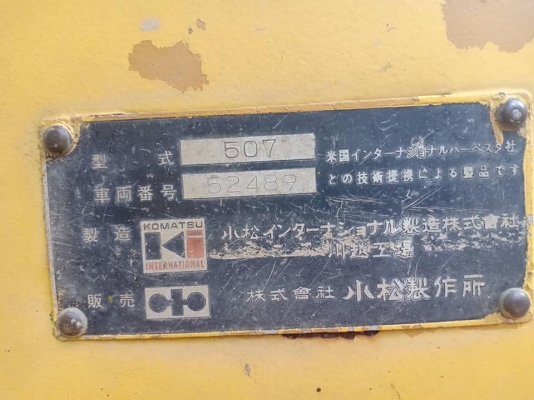 型式 507
米国インターナショナルハーベスタ社
車両番号 52489
との技術提携による製品です
製造 KOMATSU INTERNATIONAL
小松インターナショナル製造株式会社
川越工場
販売 株式會社 小松製作所